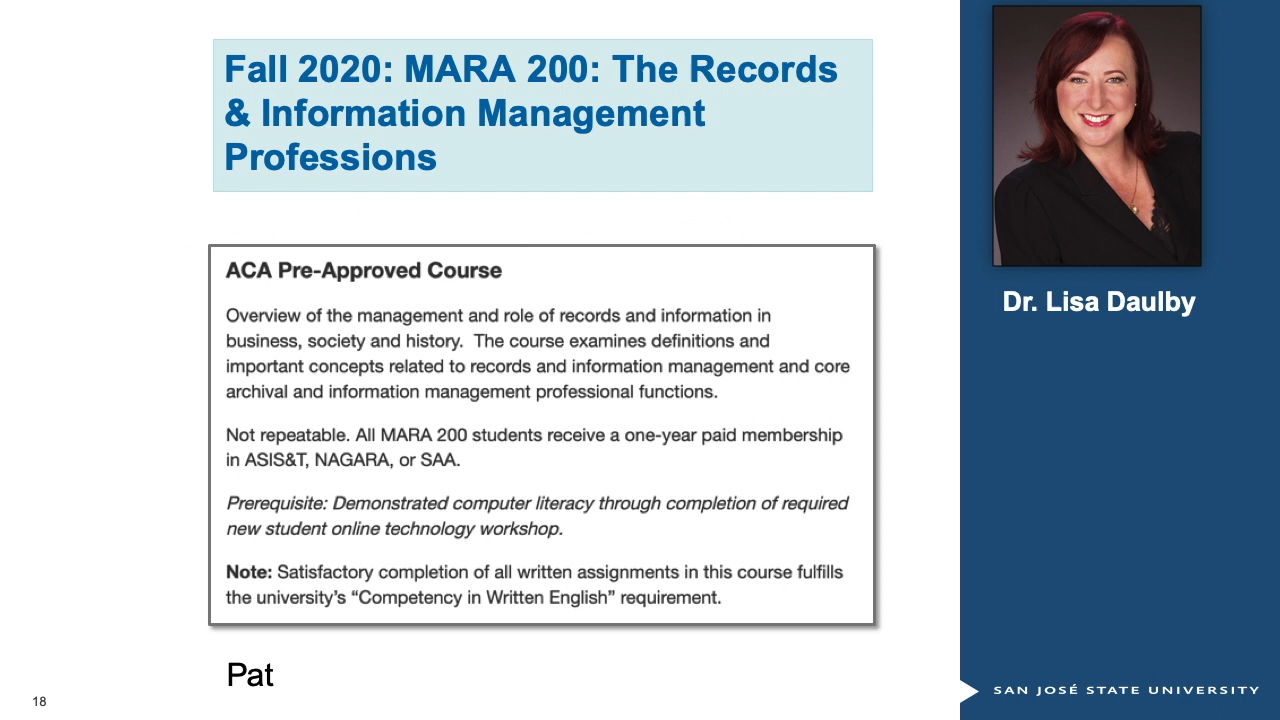 Fall 2020: MARA 200: The Records
& Information Management
Professions
ACA Pre-Approved Course
Overview of the management and role of records and information in
business, society and history.  The course examines definitions and
important concepts related to records and information management and core
archival and information management professional functions.
Not repeatable. All MARA 200 students receive a one-year paid membership
in ASIS&T, NAGARA, or SAA.
Prerequisite: Demonstrated computer literacy through completion of required
new student online technology workshop.
Note: Satisfactory completion of all written assignments in this course fulfills
the university’s “Competency in Written English” requirement.
Pat
18
Dr. Lisa Daulby
SAN JOSÉ STATE UNIVERSITY